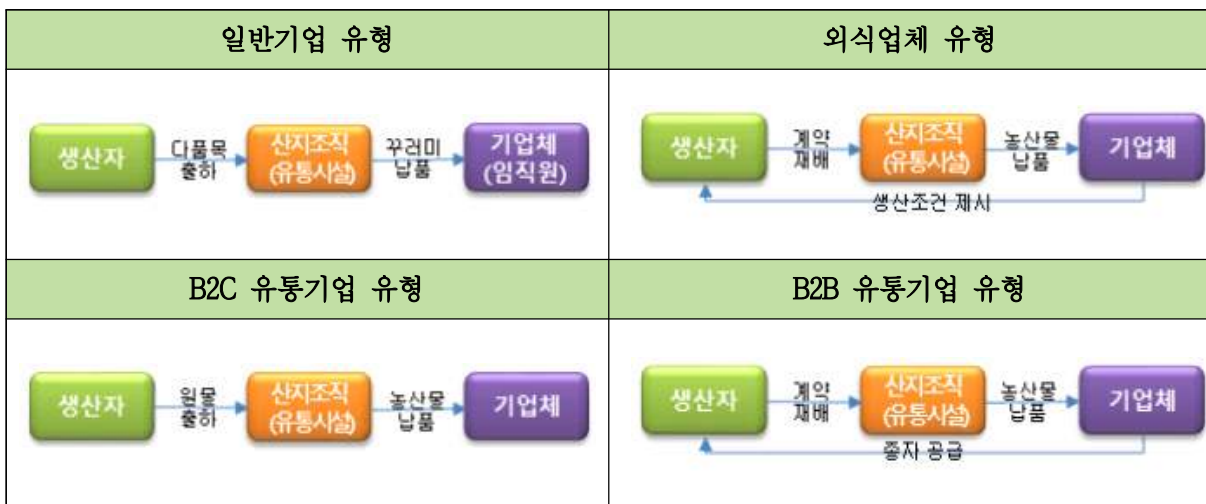 일반기업 유형
외식업체 유형
생산자
다품목
출하
산지조직
(유통시설)
꾸러미
납품
기업체
(임직원)
생산자
계약
재배
산지조직
(유통시설)
농산물
납품
기업체
생산조건 제시
B2C 유통기업 유형
B2B 유통기업 유형
생산자
원물
출하
산지조직
(유통시설)
농산물
납품
기업체
생산자
계약
재배
산지조직
(유통시설)
농산물
납품
기업체
종자 공급